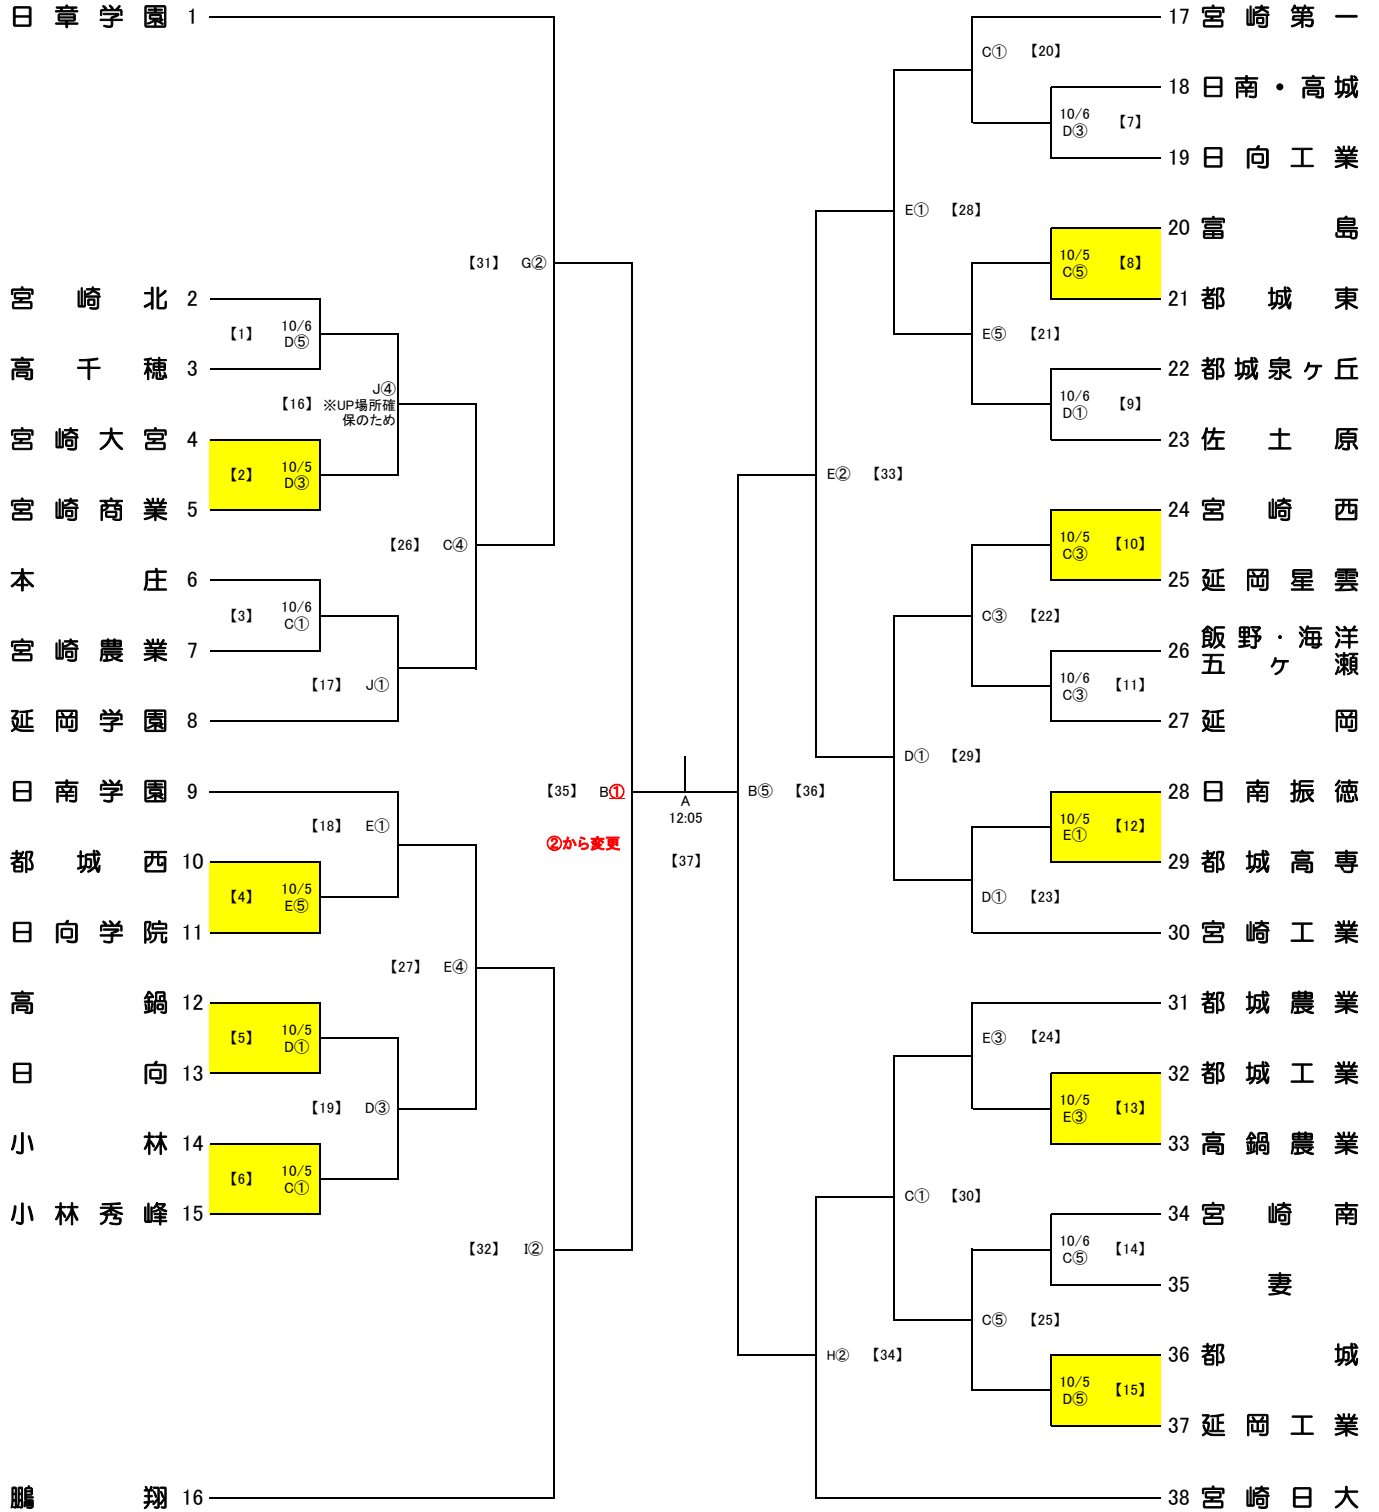 日章学園 1
【31】 G②
宮崎北 2
【1】 10/6
D⑤
高千穂 3
【16】 J④
※UP場所確
保のため
宮崎大宮 4
【2】 10/5
D③
宮崎商業 5
【26】 C④
本庄 6
【3】 10/6
C①
宮崎農業 7
【17】 J①
延岡学園 8
日南学園 9
【35】 B①
②から変更
【18】 E①
都城西 10
【4】 10/5
E⑤
日向学院 11
【27】 E④
高鍋 12
【5】 10/5
D①
日向 13
【19】 D③
小林 14
【6】 10/5
C①
小林秀峰 15
【32】 I②
鵬翔 16
A
12:05
【37】
17 宮崎第一
C① 【20】
18 日南・高城
10/6
D③ 【7】
19 日向工業
E① 【28】
20 富島
10/5
C⑤ 【8】
21 都城東
E⑤ 【21】
22 都城泉ヶ丘
10/6
D① 【9】
23 佐土原
E② 【33】
24 宮崎西
10/5
C③ 【10】
25 延岡星雲
C③ 【22】
26 飯野・海洋
五ヶ瀬
10/6
C③ 【11】
27 延岡
D① 【29】
B⑤ 【36】
28 日南振徳
10/5
E① 【12】
29 都城高専
D① 【23】
30 宮崎工業
31 都城農業
E③ 【24】
32 都城工業
10/5
E③ 【13】
33 高鍋農業
C① 【30】
34 宮崎南
10/6
C⑤ 【14】
35 妻
C⑤ 【25】
H② 【34】
36 都城
10/5
D⑤ 【15】
37 延岡工業
38 宮崎日大